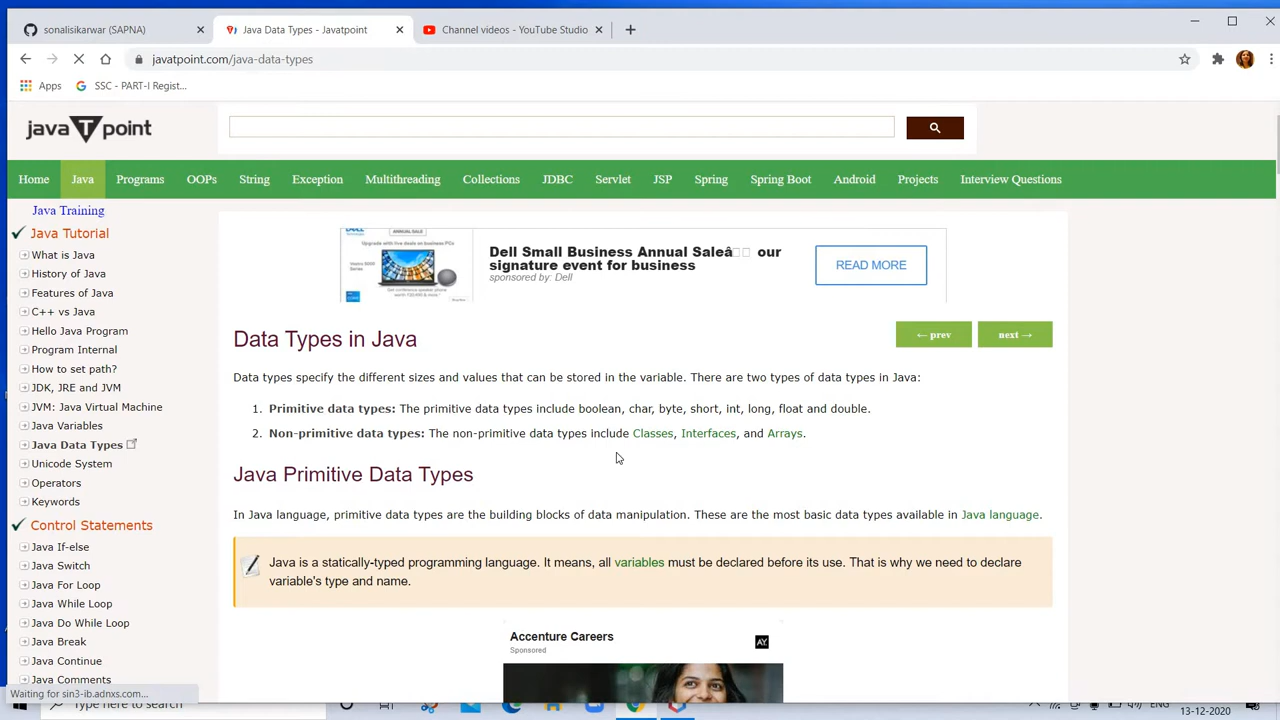 sonalisikarwar (SAPNA)
Java Data Types - Javatpoint
Channel videos - YouTube Studio
javatpoint.com/java-data-types
Apps
SSC - PART-I Regist...
java T point
Home Java Programs OOPs String Exception Multithreading Collections JDBC Servlet JSP Spring Spring Boot Android Projects Interview Questions
Java Training
Java Tutorial
What is Java
History of Java
Features of Java
C++ vs Java
Hello Java Program
Program Internal
How to set path?
JDK, JRE and JVM
JVM: Java Virtual Machine
Java Variables
Java Data Types
Unicode System
Operators
Keywords
Control Statements
Java If-else
Java Switch
Java For Loop
Java While Loop
Java Do While Loop
Java Break
Java Continue
Java Comments
ANNUAL SALE
Upgrade with live deals on business PCs
Dell Small Business Annual Saleâ our
signature event for business
sponsored by: Dell
READ MORE
Data Types in Java
← prev
next →
Data types specify the different sizes and values that can be stored in the variable. There are two types of data types in Java:
1. Primitive data types: The primitive data types include boolean, char, byte, short, int, long, float and double.
2. Non-primitive data types: The non-primitive data types include Classes, Interfaces, and Arrays.
Java Primitive Data Types
In Java language, primitive data types are the building blocks of data manipulation. These are the most basic data types available in Java language.
Java is a statically-typed programming language. It means, all variables must be declared before its use. That is why we need to declare
variable's type and name.
Accenture Careers
Sponsored
AY
Waiting for sin3-ib.adnxs.com...
Type here to search
ENG
13-12-2020